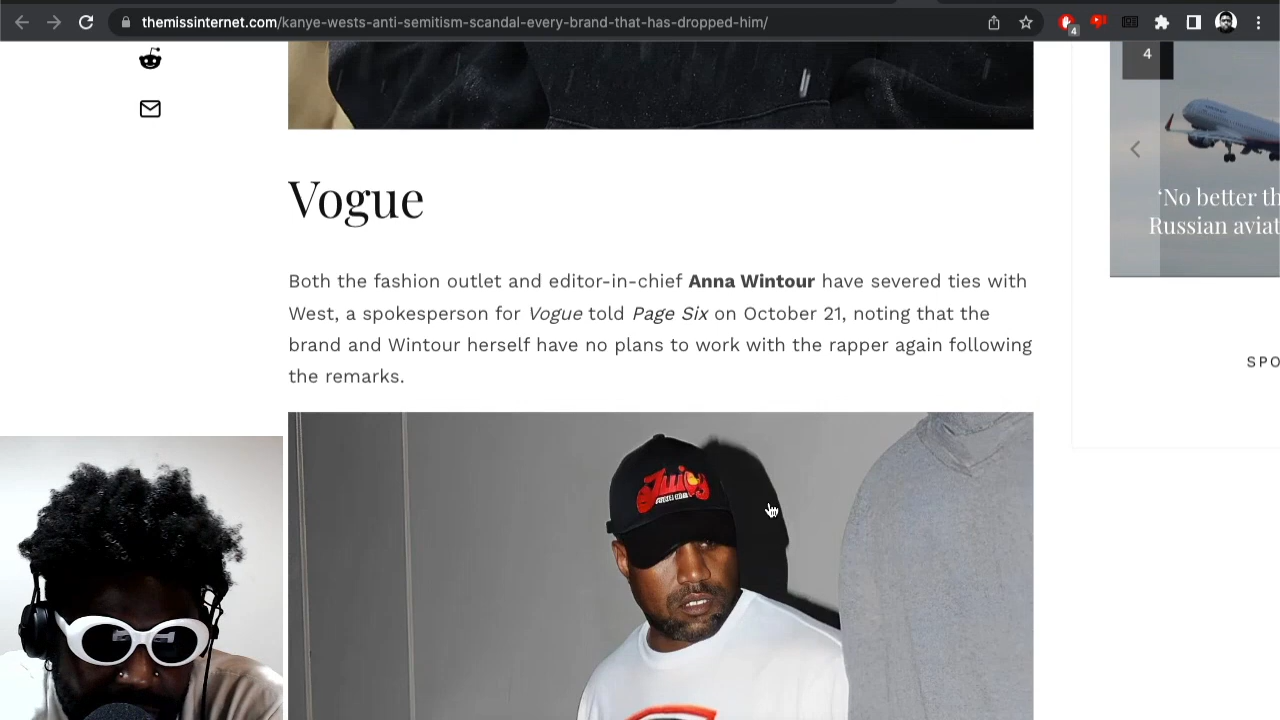 themissinternet.com/kanye-wests-anti-semitism-scandal-every-brand-that-has-dropped-him/
4
4
Vogue
Both the fashion outlet and editor-in-chief Anna Wintour have severed ties with
West, a spokesperson for Vogue told Page Six on October 21, noting that the
brand and Wintour herself have no plans to work with the rapper again following
the remarks.
‘No better th
Russian aviat
SPO
Juicy